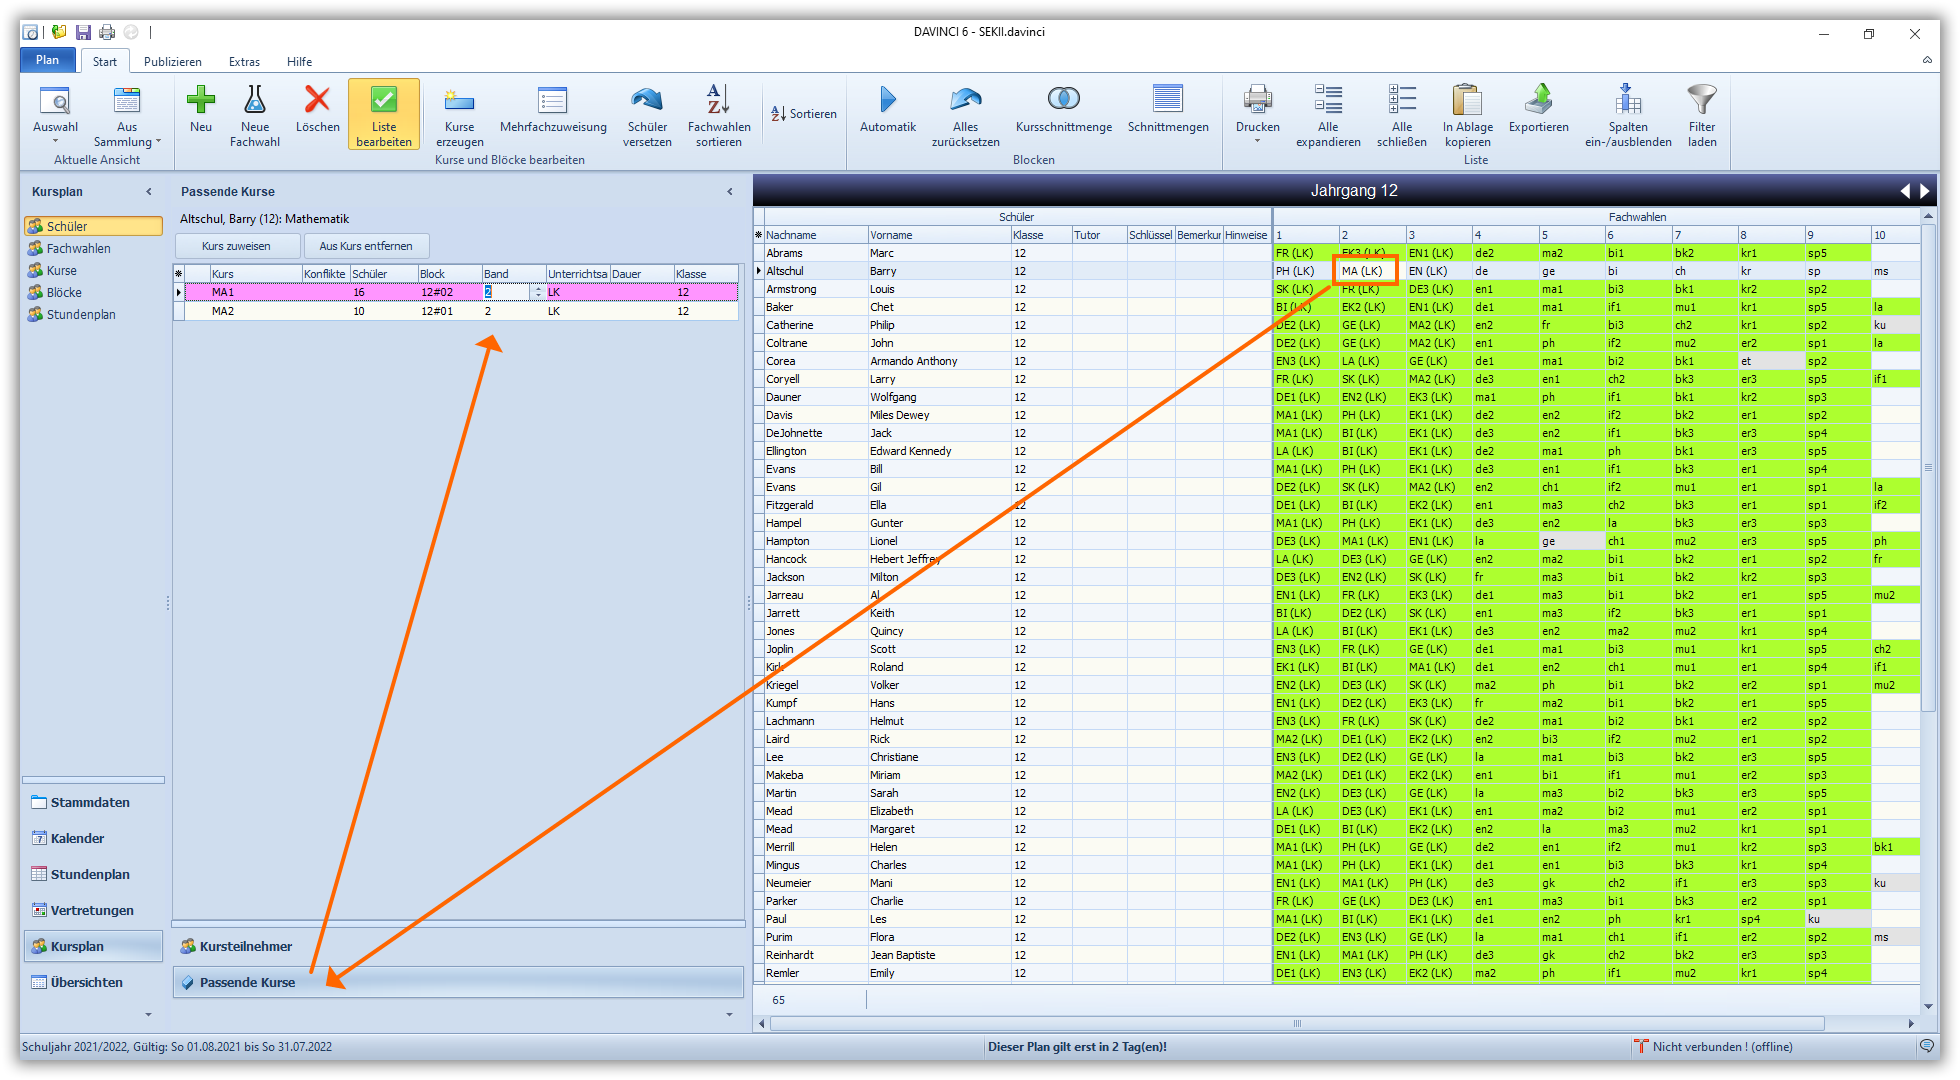 DAVINCI 6 - SEKII.davinci
Plan Start Publizieren Extras Hilfe
Auswahl Aus Sammlung Neu Neue Fachwahl Löschen Liste bearbeiten Kurse erzeugen Mehrfachzuweisung Schüler versetzen Fachwahlen sortieren Sortieren Automatik Alles zurücksetzen Kursschnittmenge Schnittmengen Drucken Alle expandieren Alle schließen In Ablage kopieren Exportieren Spalten ein-/ausblenden Filter laden
Aktuelle Ansicht Kurse und Blöcke bearbeiten Blocken Liste
Kursplan
Schüler
Fachwahlen
Kurse
Blöcke
Stundenplan
Stammdaten
Kalender
Stundenplan
Vertretungen
Kursplan
Übersichten
Passende Kurse
Altschul, Barry (12): Mathematik
Kurs zuweisen Aus Kurs entfernen
Kurs Konflikte Schüler Block Band Unterrichtsa Dauer Klasse
MA1 16 12#02 2 LK 12
MA2 10 12#01 2 LK 12
Kursteilnehmer
Passende Kurse
Jahrgang 12
Schüler Fachwahlen
Nachname Vorname Klasse Tutor Schlüssel Bemerkur Hinweise 1 2 3 4 5 6 7 8 9 10
Abrams Marc 12 FR (LK) EK3 (LK) EN1 (LK) de2 ma2 bi1 bk2 kr1 sp5
Altschul Barry 12 PH (LK) MA (LK) EN (LK) de ge bi ch kr sp ms
Armstrong Louis 12 SK (LK) FR (LK) DE3 (LK) en1 ma1 bi3 bk1 kr2 sp2
Baker Chet 12 BI (LK) EK2 (LK) EN1 (LK) de1 ma1 if1 mu1 kr1 sp5 la
Catherine Philip 12 DE2 (LK) GE (LK) MA2 (LK) en2 fr bi3 ch2 kr1 sp2 ku
Coltrane John 12 DE2 (LK) GE (LK) MA2 (LK) en1 ph if2 mu2 er2 sp1 la
Corea Armando Anthony 12 EN3 (LK) LA (LK) GE (LK) de1 ma1 bi2 bk1 et sp2
Coryell Larry 12 FR (LK) SK (LK) MA2 (LK) de3 en1 ch2 bk3 er3 sp5 if1
Dauner Wolfgang 12 DE1 (LK) EN2 (LK) EK3 (LK) ma1 ph if1 bk1 kr2 sp3
Davis Miles Dewey 12 MA1 (LK) PH (LK) EK1 (LK) de2 en2 if2 bk2 er1 sp2
DeJohnette Jack 12 MA1 (LK) BI (LK) EK1 (LK) de3 en2 if1 bk3 er3 sp4
Ellington Edward Kennedy 12 LA (LK) BI (LK) EK1 (LK) de2 ma1 ph bk1 er3 sp5
Evans Bill 12 MA1 (LK) PH (LK) EK1 (LK) de3 en1 if1 bk3 er1 sp4
Evans Gil 12 DE2 (LK) SK (LK) MA2 (LK) en2 ch1 if2 mu1 er1 sp1 la
Fitzgerald Ella 12 DE1 (LK) BI (LK) EK2 (LK) en1 ma3 ch2 bk3 er1 sp1 if2
Hampel Gunter 12 MA1 (LK) PH (LK) EK1 (LK) de3 en2 la bk3 er3 sp3
Hampton Lionel 12 DE3 (LK) MA1 (LK) EN1 (LK) la ge ch1 mu2 er3 sp5 ph
Hancock Hebert Jeffrey 12 LA (LK) DE3 (LK) GE (LK) en2 ma2 bi1 bk2 er1 sp2 fr
Jackson Milton 12 DE3 (LK) EN2 (LK) SK (LK) fr ma3 bi1 bk2 kr2 sp3
Jarreau Al 12 EN1 (LK) FR (LK) EK3 (LK) de1 ma3 bi1 bk2 er1 sp5 mu2
Jarrett Keith 12 BI (LK) DE2 (LK) SK (LK) en1 ma3 if2 bk3 er3 sp1
Jones Quincy 12 LA (LK) BI (LK) EK1 (LK) de3 en2 ma2 mu2 kr1 sp4
Joplin Scott 12 EN3 (LK) FR (LK) GE (LK) de1 ma1 bi3 mu1 kr1 sp5 ch2
Kirk Roland 12 EK1 (LK) BI (LK) MA1 (LK) de1 en2 ch1 mu1 er1 sp4 if1
Kriegel Volker 12 EN2 (LK) DE3 (LK) SK (LK) ma2 ph bi1 bk2 er2 sp1 mu2
Kumpf Hans 12 EN1 (LK) DE2 (LK) EK3 (LK) fr ma2 bi1 bk2 er1 sp5
Lachmann Helmut 12 EN3 (LK) FR (LK) SK (LK) de2 ma1 bi2 bk1 er2 sp2
Laird Rick 12 MA2 (LK) DE1 (LK) EK2 (LK) en2 bi3 if2 mu2 er1 sp2
Lee Christiane 12 EN3 (LK) DE2 (LK) GE (LK) la ma1 bi3 bk2 er3 sp5
Makeba Miriam 12 MA2 (LK) DE1 (LK) EK2 (LK) en1 bi1 if1 mu1 er2 sp3
Martin Sarah 12 EN2 (LK) DE3 (LK) GE (LK) la ma3 bi2 bk3 er3 sp5
Mead Elizabeth 12 LA (LK) DE3 (LK) EK1 (LK) en1 ma2 bi2 mu1 er2 sp1
Mead Margaret 12 DE1 (LK) BI (LK) EK2 (LK) en2 la ma3 mu2 kr1 sp1
Merrill Helen 12 MA1 (LK) PH (LK) GE (LK) de2 en1 if2 mu1 kr2 sp3 bk1
Mingus Charles 12 MA1 (LK) PH (LK) EK1 (LK) de1 en1 bi3 bk3 kr1 sp4
Neumeier Mani 12 EN1 (LK) MA1 (LK) PH (LK) de3 gk ch2 if1 er3 sp3 ku
Parker Charlie 12 FR (LK) GE (LK) DE3 (LK) en1 ma3 bi1 bk3 er2 sp1
Paul Les 12 MA1 (LK) BI (LK) EK1 (LK) de1 en2 ph kr1 sp4 ku
Purim Flora 12 DE2 (LK) EN3 (LK) GE (LK) la ma1 ch1 if1 er2 sp2 ms
Reinhardt Jean Baptiste 12 EN1 (LK) MA1 (LK) PH (LK) de3 gk ch2 bk2 er3 sp3
Remler Emily 12 DE1 (LK) EN3 (LK) EK2 (LK) ma2 ph if1 mu2 kr1 sp4
65
Schuljahr 2021/2022, Gültig: So 01.08.2021 bis So 31.07.2022 Dieser Plan gilt erst in 2 Tag(en)! Nicht verbunden ! (offline)